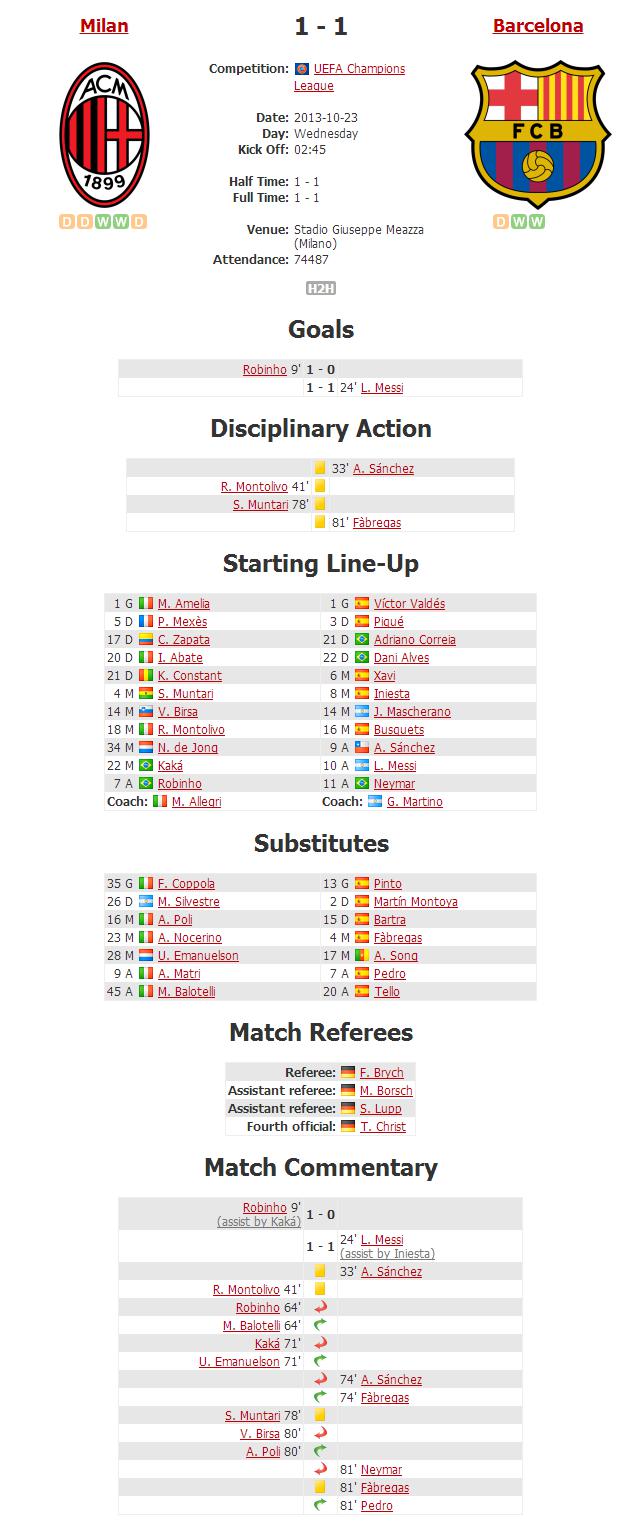 Milan 1 - 1 Barcelona
ACM
1899
FCB
Competition: UEFA Champions
League
Date: 2013-10-23
Day: Wednesday
Kick Off: 02:45
Half Time: 1 - 1
Full Time: 1 - 1
D D W W D
D W W
Venue: Stadio Giuseppe Meazza
(Milano)
Attendance: 74487
H2H
Goals
Robinho 9' 1 - 0
1 - 1 24' L. Messi
Disciplinary Action
33' A. Sánchez
R. Montolivo 41'
S. Muntari 78'
81' Fàbregas
Starting Line-Up
1 G M. Amelia 1 G Víctor Valdés
5 D P. Mexès 3 D Piqué
17 D C. Zapata 21 D Adriano Correia
20 D I. Abate 22 D Dani Alves
21 D K. Constant 6 M Xavi
4 M S. Muntari 8 M Iniesta
14 M V. Birsa 14 M J. Mascherano
18 M R. Montolivo 16 M Busquets
34 M N. de Jong 9 A A. Sánchez
22 M Kaká 10 A L. Messi
7 A Robinho 11 A Neymar
Coach: M. Allegri Coach: G. Martino
Substitutes
35 G F. Coppola 13 G Pinto
26 D M. Silvestre 2 D Martín Montoya
16 M A. Poli 15 D Bartra
23 M A. Nocerino 4 M Fàbregas
28 M U. Emanuelson 17 M A. Song
9 A A. Matri 7 A Pedro
45 A M. Balotelli 20 A Tello
Match Referees
Referee: F. Brych
Assistant referee: M. Borsch
Assistant referee: S. Lupp
Fourth official: T. Christ
Match Commentary
Robinho 9' 1 - 0
(assist by Kaká)
1 - 1 24' L. Messi
(assist by Iniesta)
33' A. Sánchez
R. Montolivo 41'
Robinho 64'
M. Balotelli 64'
Kaká 71'
U. Emanuelson 71'
74' A. Sánchez
74' Fàbregas
S. Muntari 78'
V. Birsa 80'
A. Poli 80'
81' Neymar
81' Fàbregas
81' Pedro